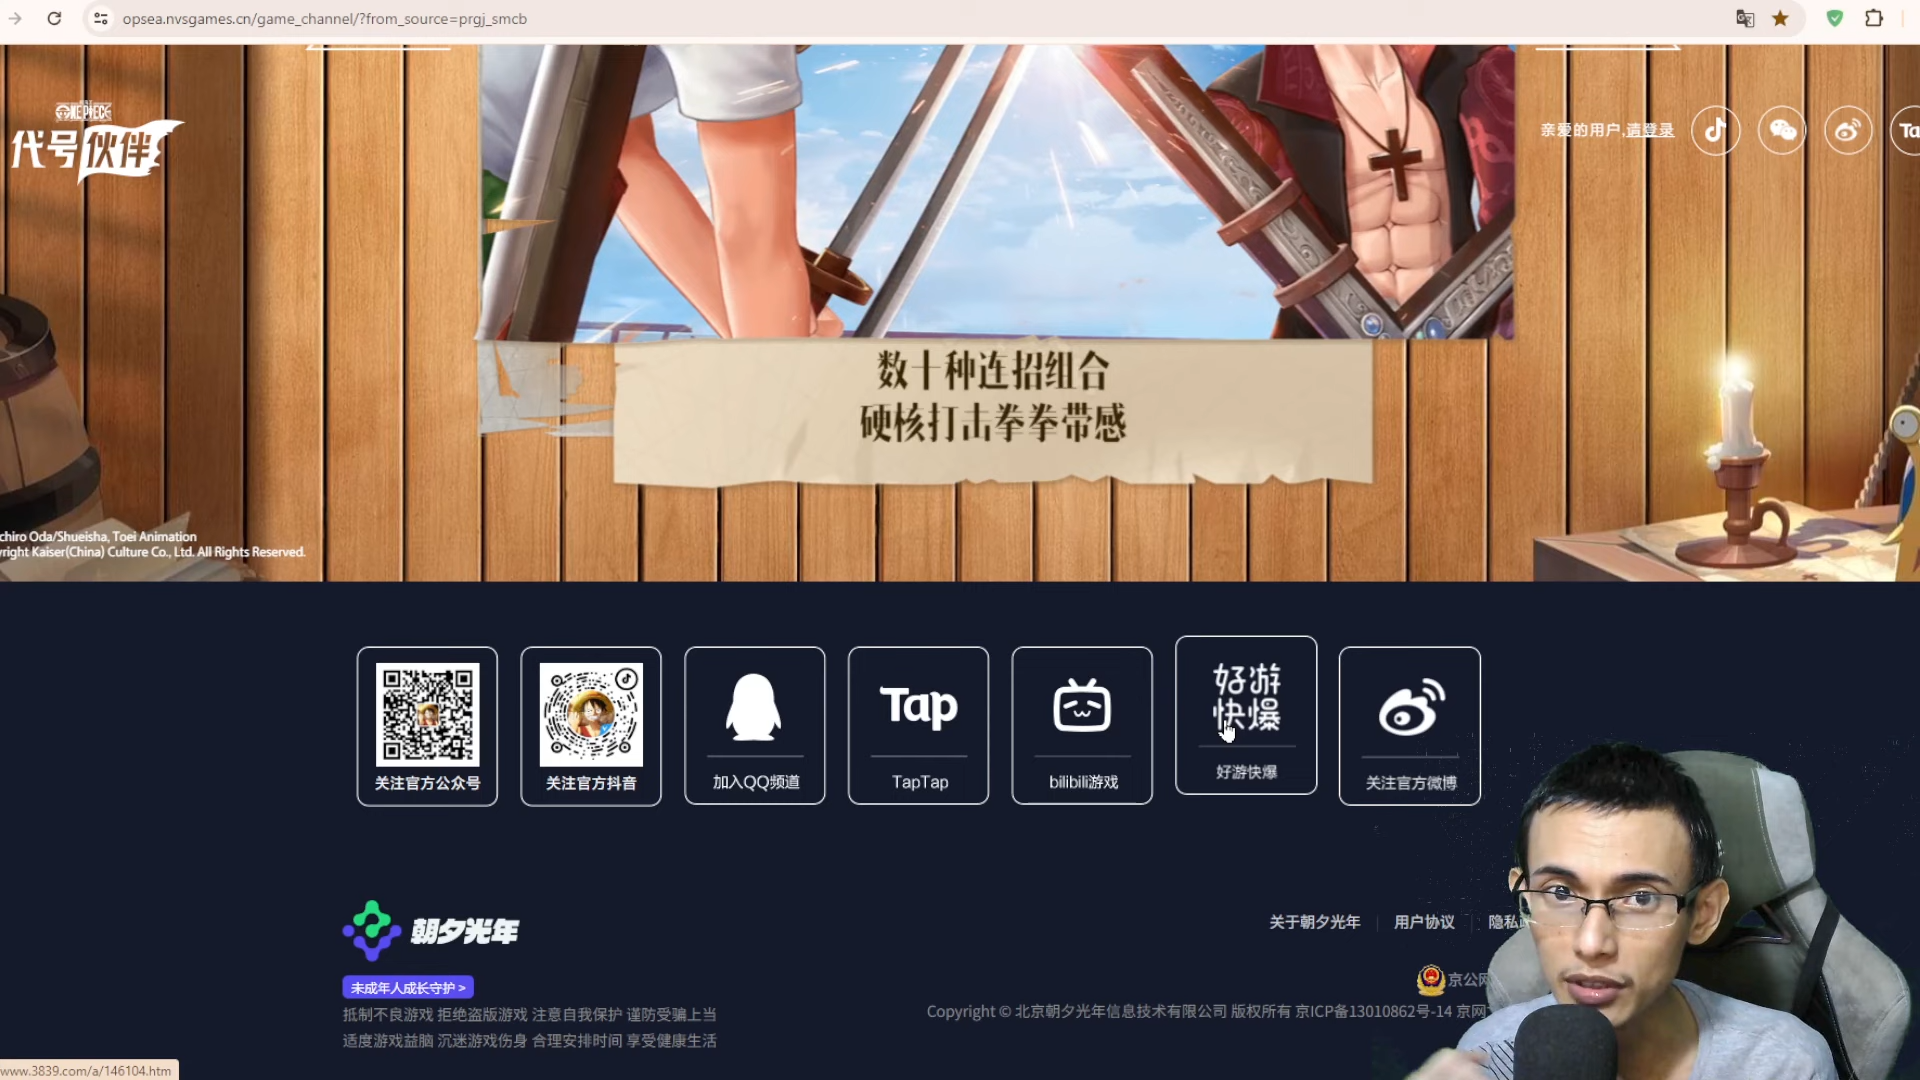 opsea.nvsgames.cn/game_channel/?from_source=prgj_smcb
ONE PIECE
代号伙伴
亲爱的用户,请登录
数十种连招组合
硬核打击拳拳带感
chiro Oda/Shueisha, Toei Animation
right Kaiser(China) Culture Co., Ltd. All Rights Reserved.
关注官方公众号
关注官方抖音
加入QQ频道
Tap
TapTap
bilibili游戏
好游
快爆
好游快爆
关注官方微博
朝夕光年
关于朝夕光年
用户协议
隐私
未成年人成长守护 >
京公网
抵制不良游戏 拒绝盗版游戏 注意自我保护 谨防受骗上当
Copyright © 北京朝夕光年信息技术有限公司 版权所有 京ICP备13010862号-14 京网
适度游戏益脑 沉迷游戏伤身 合理安排时间 享受健康生活
www.3839.com/a/146104.htm